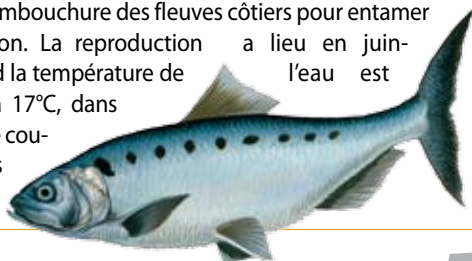 mbouchure des fleuves côtiers pour entamer
on. La reproduction a lieu en juin-
d la température de l'eau est
17°C, dans
cou-
s